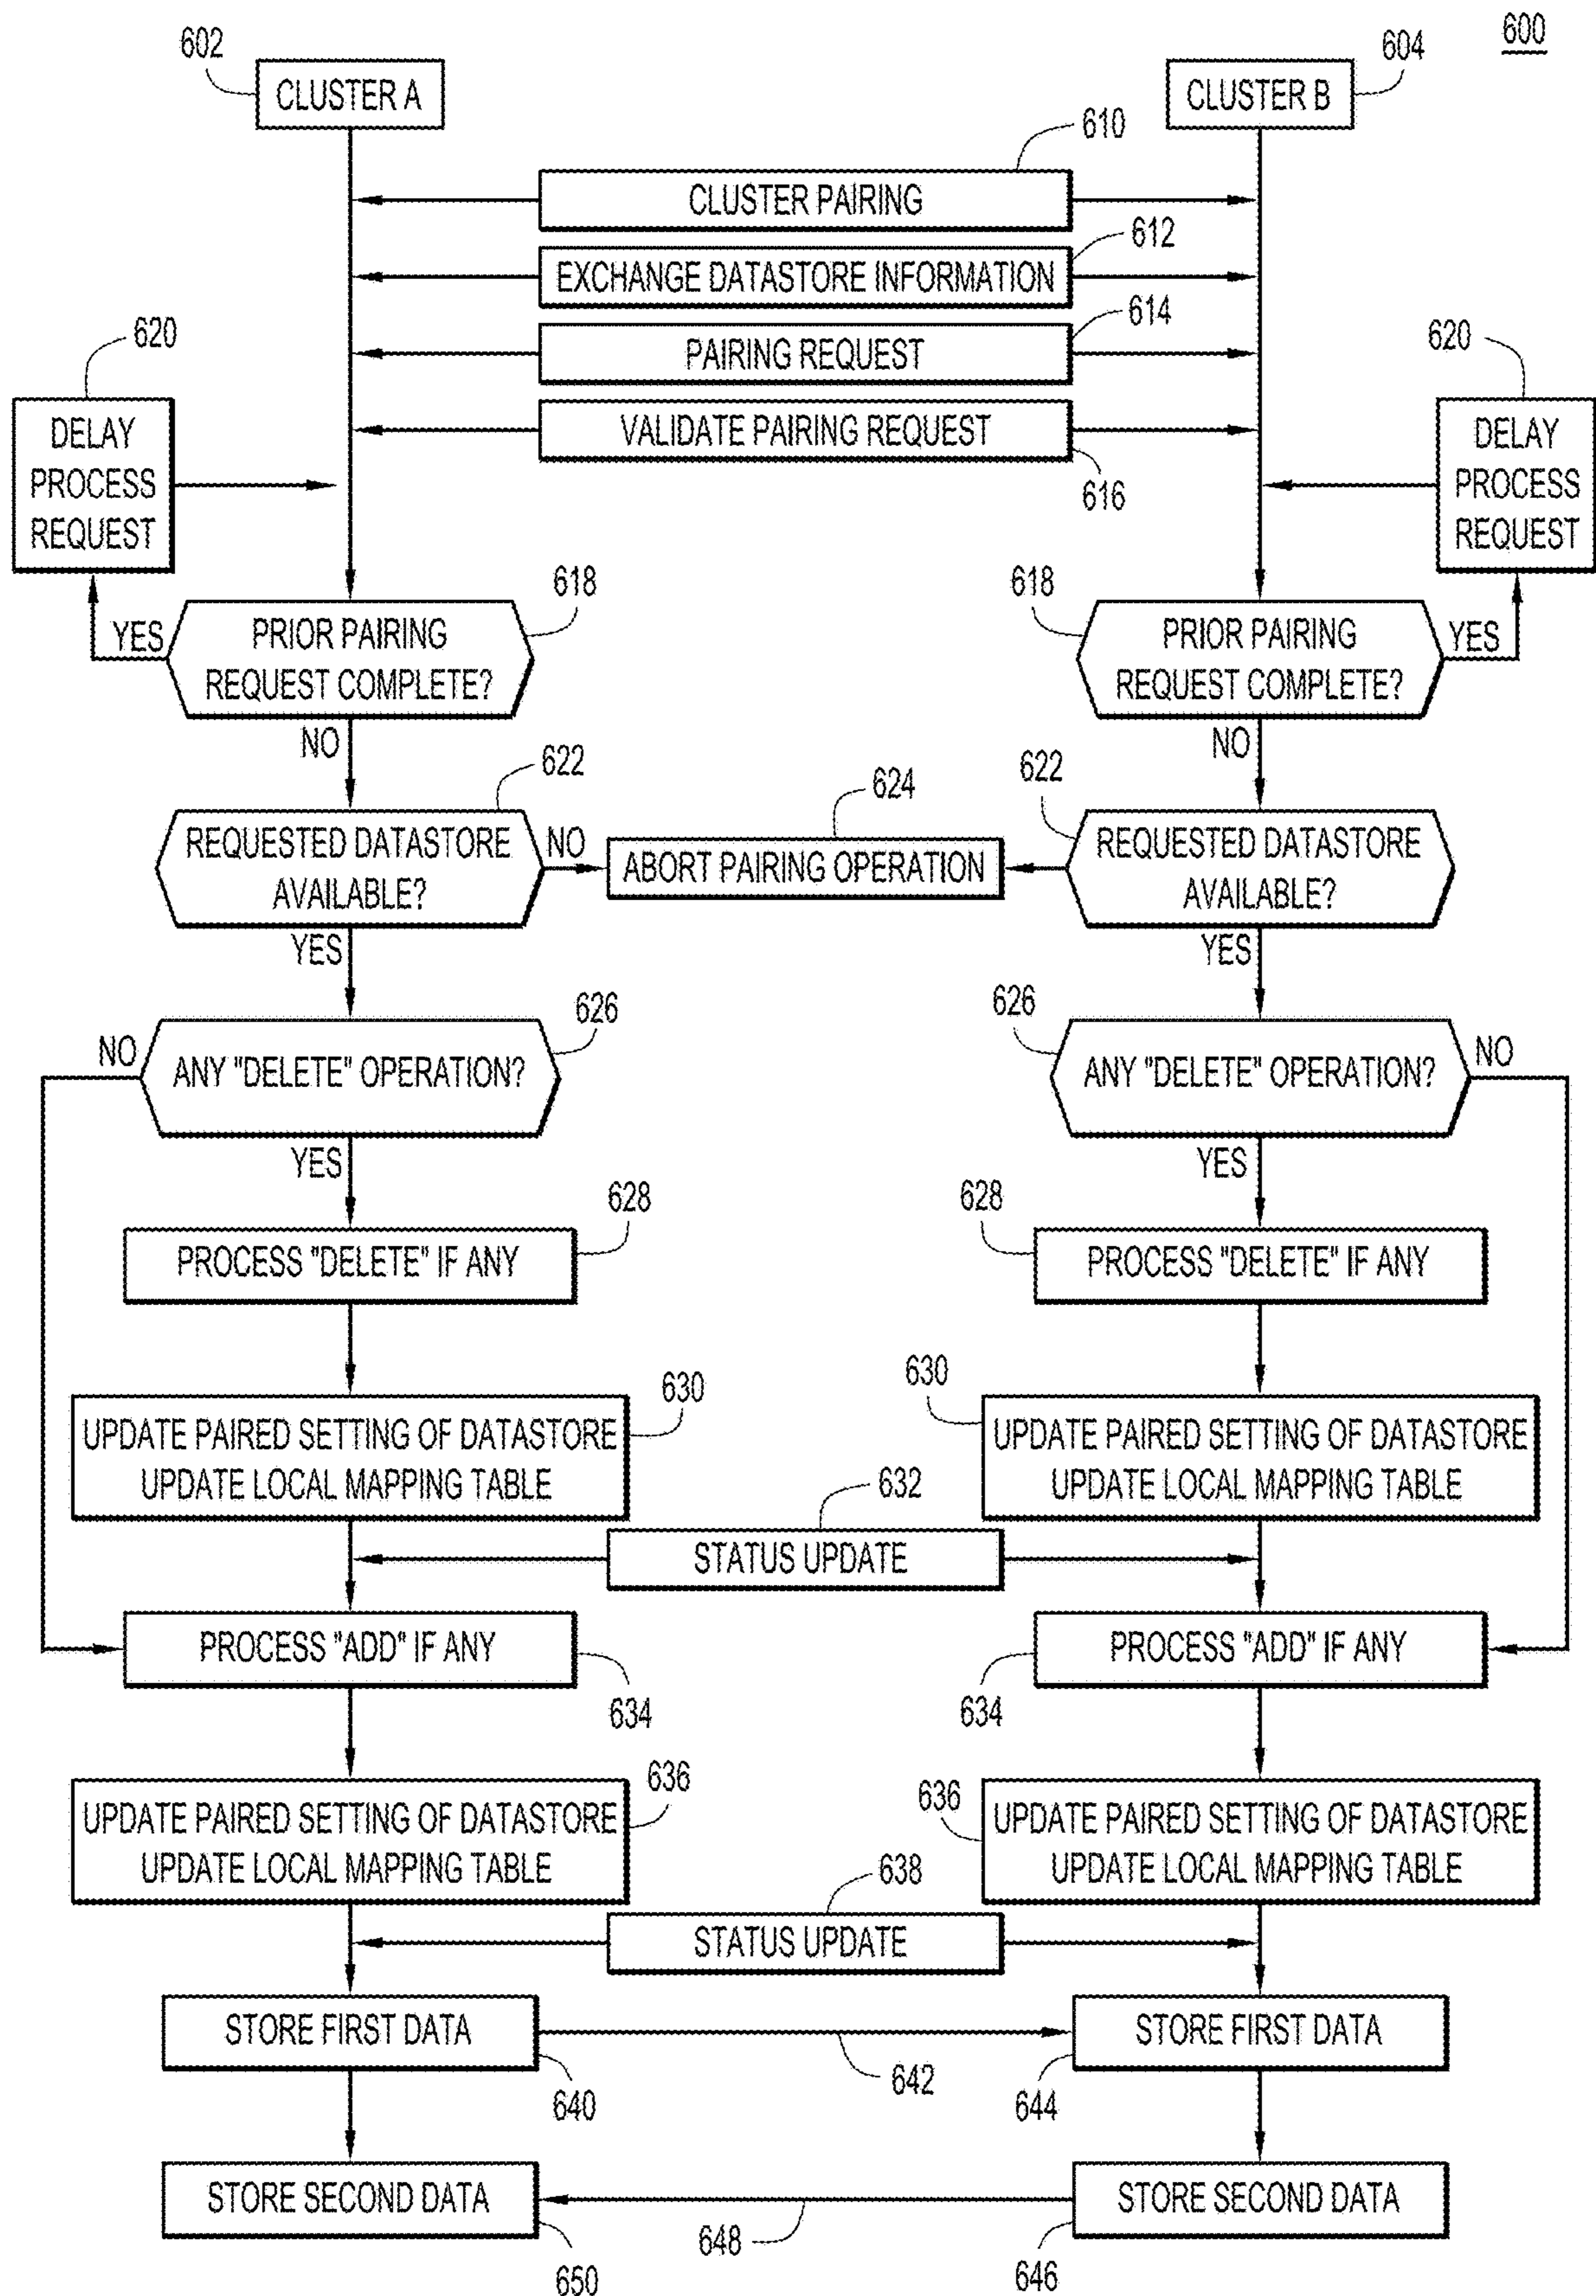 600
602
604
CLUSTER A
CLUSTER B
610
CLUSTER PAIRING
612
EXCHANGE DATASTORE INFORMATION
614
PAIRING REQUEST
VALIDATE PAIRING REQUEST
616
620
DELAY
PROCESS
REQUEST
620
DELAY
PROCESS
REQUEST
618
PRIOR PAIRING
REQUEST COMPLETE?
YES
NO
618
PRIOR PAIRING
REQUEST COMPLETE?
YES
NO
622
REQUESTED DATASTORE
AVAILABLE?
NO
YES
624
ABORT PAIRING OPERATION
622
REQUESTED DATASTORE
AVAILABLE?
YES
626
NO
ANY "DELETE" OPERATION?
YES
626
ANY "DELETE" OPERATION?
NO
YES
628
PROCESS "DELETE" IF ANY
628
PROCESS "DELETE" IF ANY
630
UPDATE PAIRED SETTING OF DATASTORE
UPDATE LOCAL MAPPING TABLE
630
UPDATE PAIRED SETTING OF DATASTORE
UPDATE LOCAL MAPPING TABLE
632
STATUS UPDATE
PROCESS "ADD" IF ANY
634
PROCESS "ADD" IF ANY
634
636
UPDATE PAIRED SETTING OF DATASTORE
UPDATE LOCAL MAPPING TABLE
636
UPDATE PAIRED SETTING OF DATASTORE
UPDATE LOCAL MAPPING TABLE
638
STATUS UPDATE
STORE FIRST DATA
640
642
STORE FIRST DATA
644
STORE SECOND DATA
650
648
STORE SECOND DATA
646